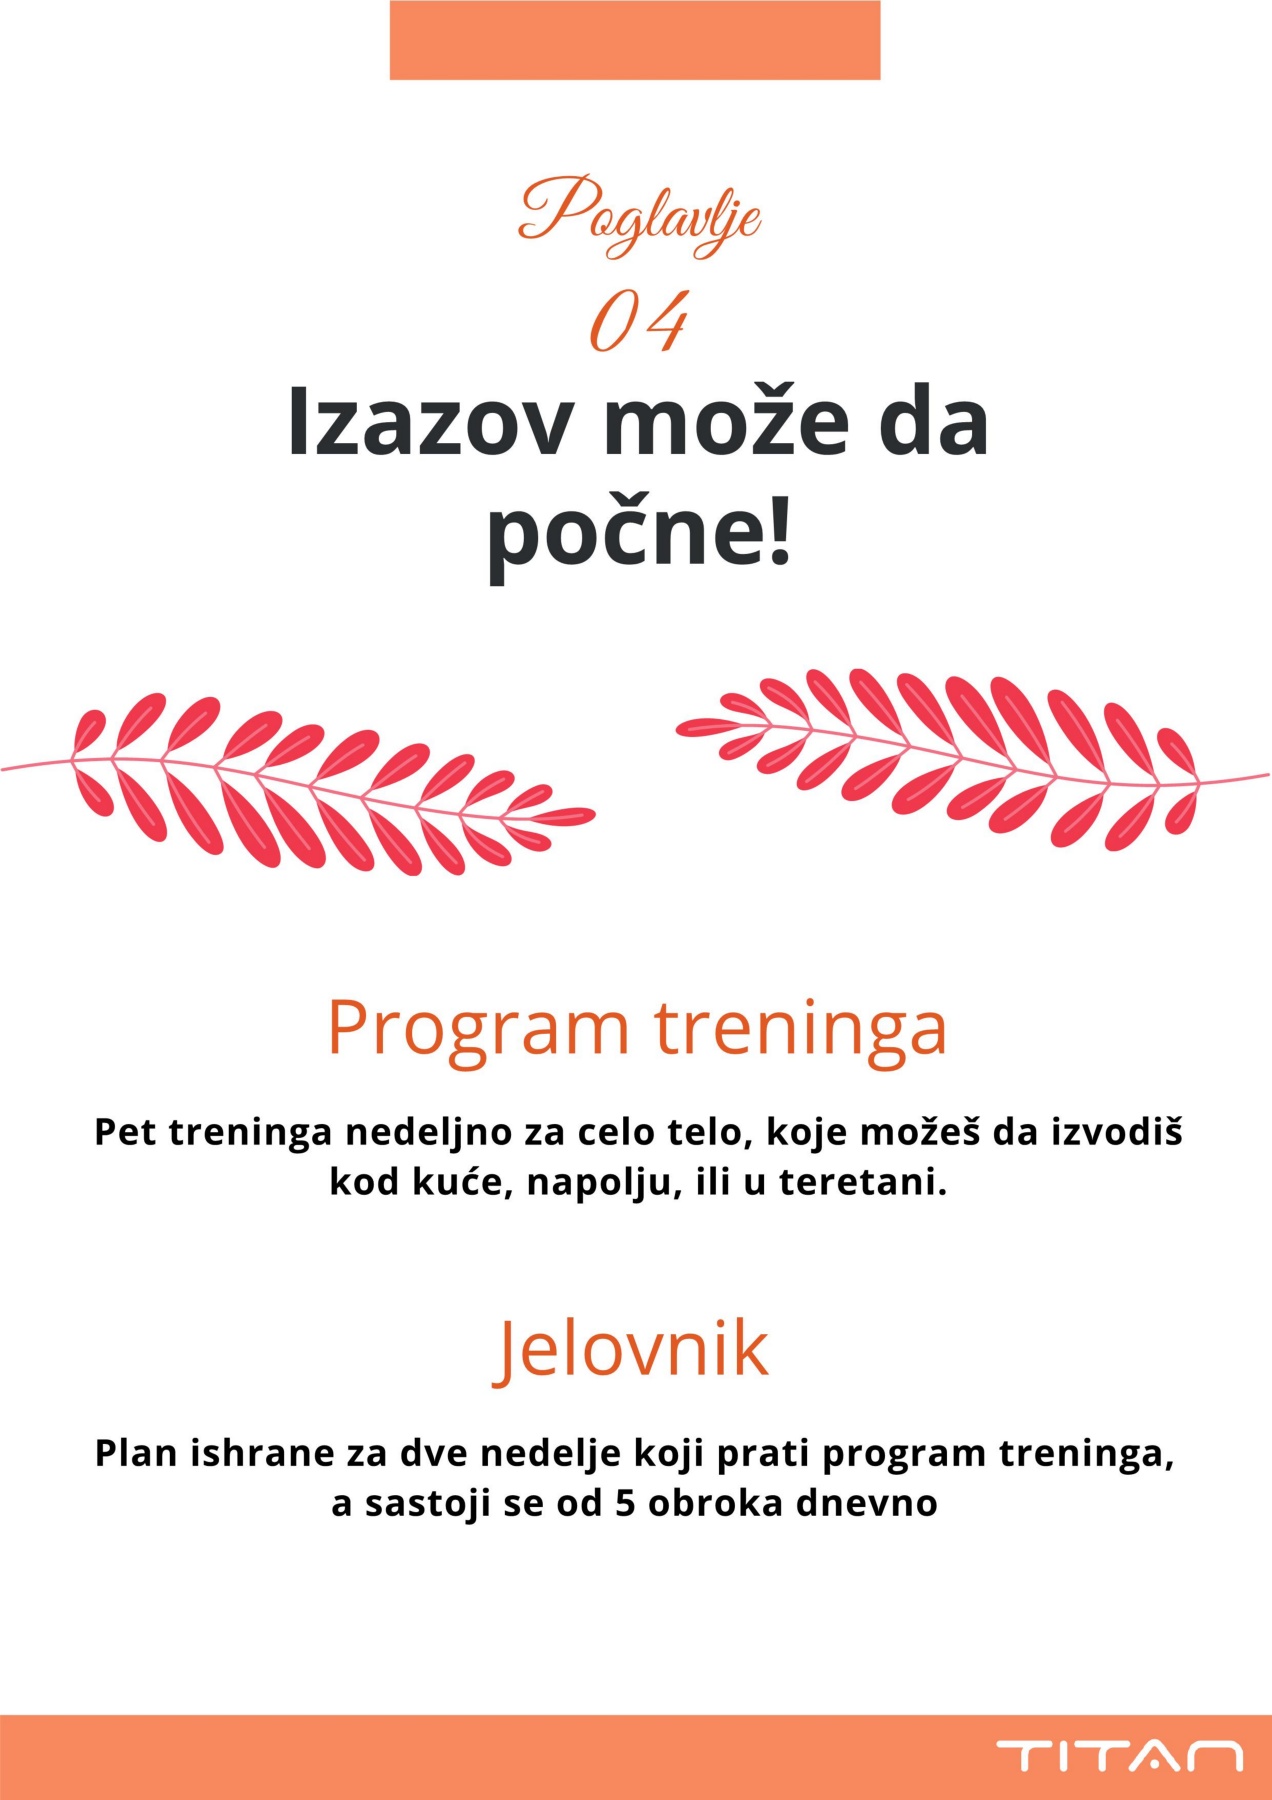 Poglavlje
04
Izazov može da
počne!
Program treninga
Pet treninga nedeljno za celo telo, koje možeš da izvodiš
kod kuće, napolju, ili u teretani.
Jelovnik
Plan ishrane za dve nedelje koji prati program treninga,
a sastoji se od 5 obroka dnevno
TITAN